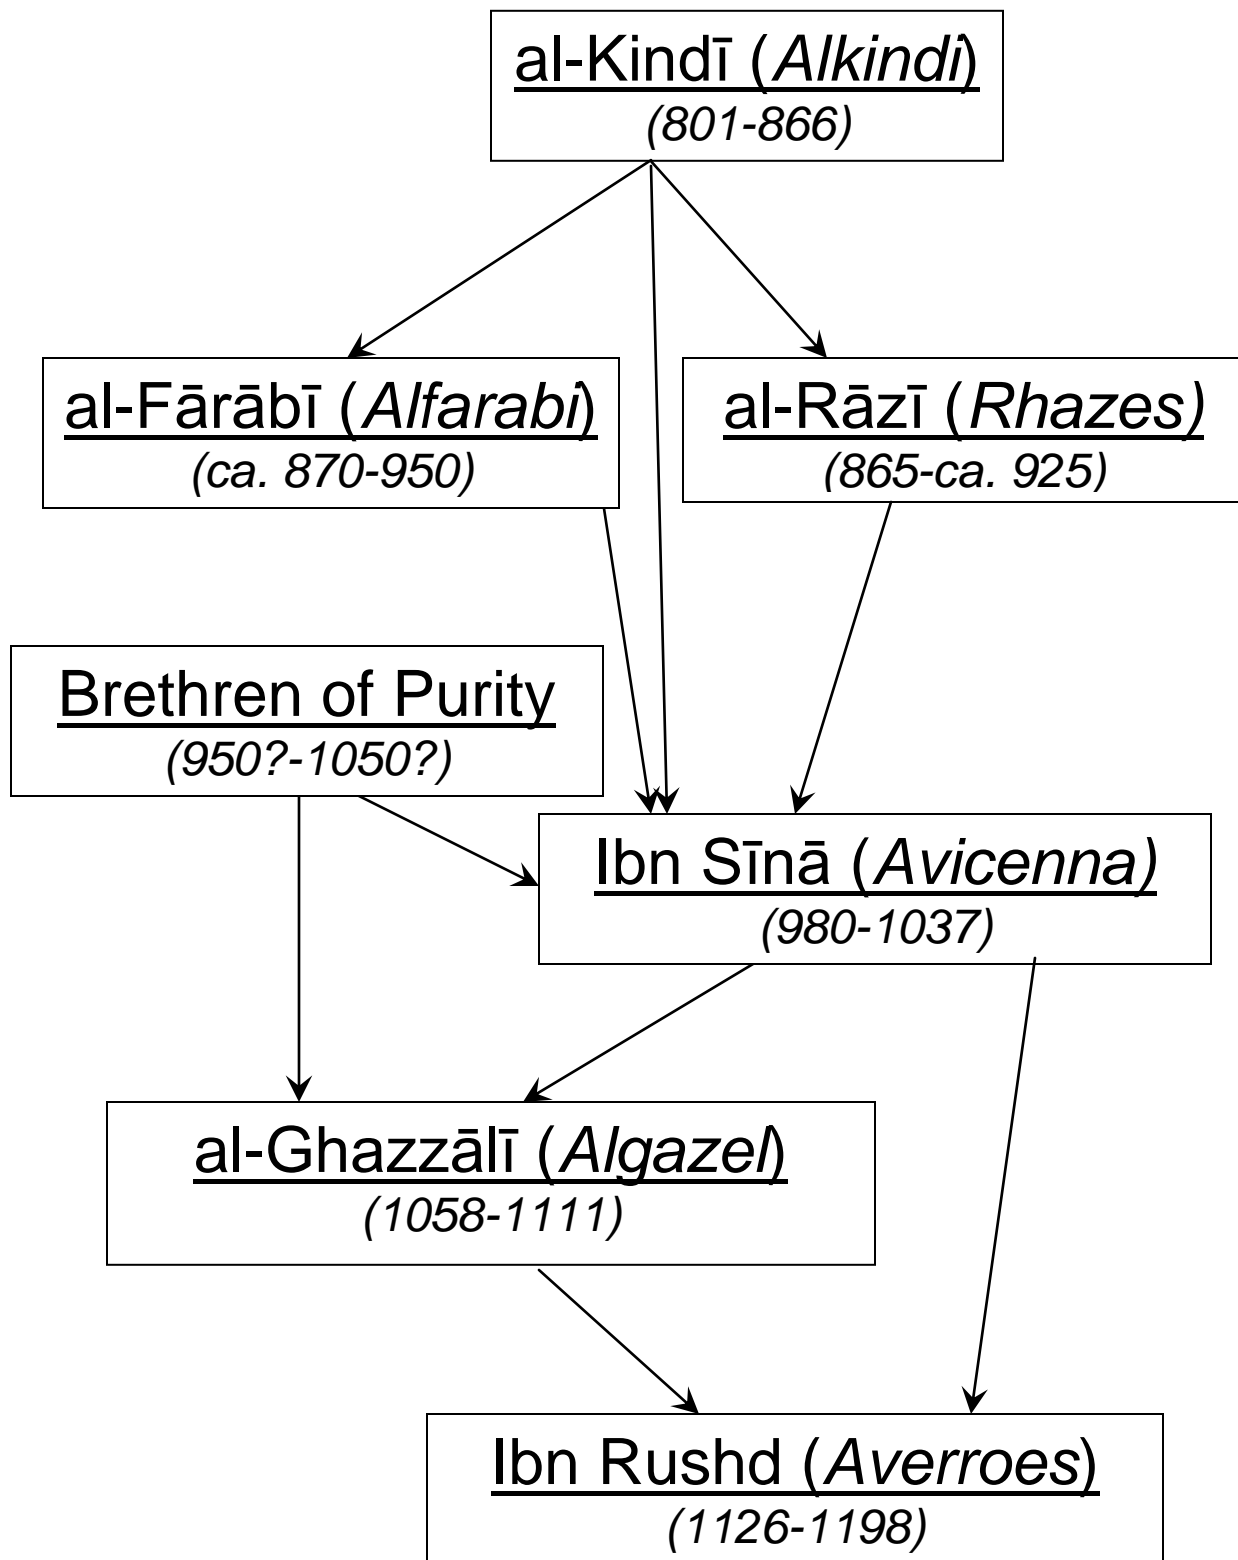 al-Kindī (Alkindi)
(801-866)
al-Fārābī (Alfarabi)
(ca. 870-950)
al-Rāzī (Rhazes)
(865-ca. 925)
Brethren of Purity
(950?-1050?)
Ibn Sīnā (Avicenna)
(980-1037)
al-Ghazzālī (Algazel)
(1058-1111)
Ibn Rushd (Averroes)
(1126-1198)